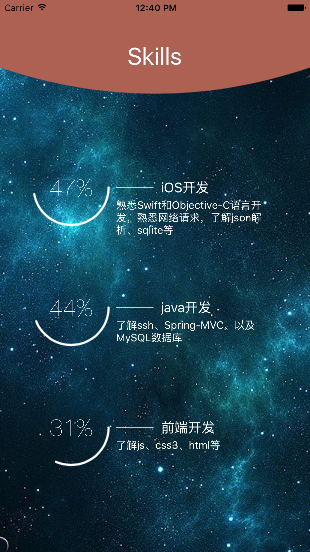 Carrier 12:40 PM
Skills
47% iOS开发
熟悉Swift和Objective-C语言开
发，熟悉网络请求，了解json解
析、sqlite等
44% java开发
了解ssh、Spring-MVC，以及
MySQL数据库
31% 前端开发
了解js、css3、html等